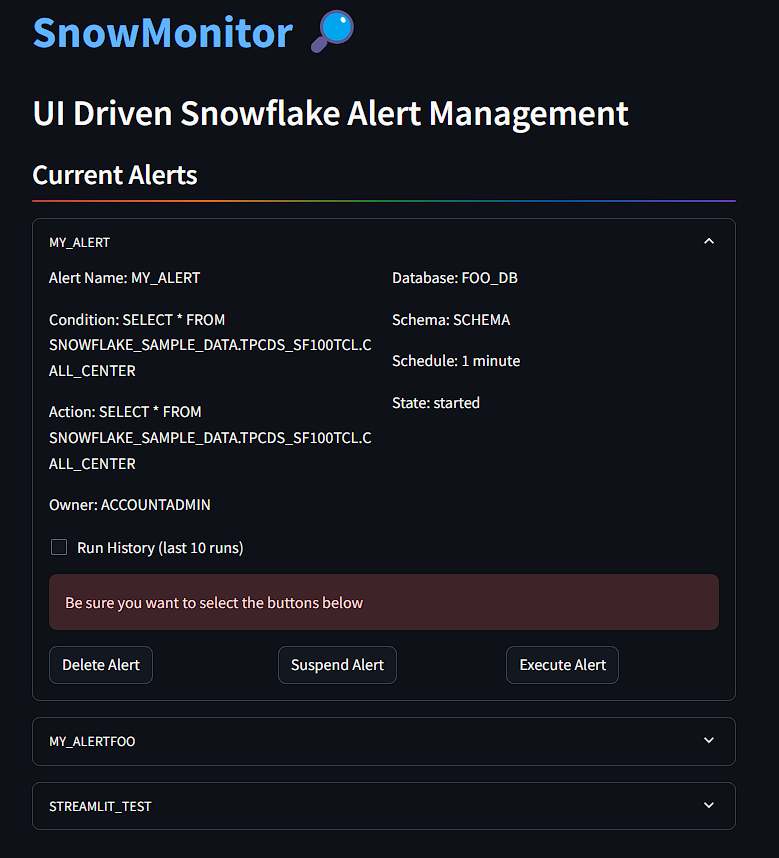 SnowMonitor
UI Driven Snowflake Alert Management
Current Alerts
MY_ALERT
Alert Name: MY_ALERT
Condition: SELECT * FROM
SNOWFLAKE_SAMPLE_DATA.TPCDS_SF100TCL.C
ALL_CENTER
Action: SELECT * FROM
SNOWFLAKE_SAMPLE_DATA.TPCDS_SF100TCL.C
ALL_CENTER
Owner: ACCOUNTADMIN
Database: FOO_DB
Schema: SCHEMA
Schedule: 1 minute
State: started
Run History (last 10 runs)
Be sure you want to select the buttons below
Delete Alert
Suspend Alert
Execute Alert
MY_ALERTFOO
STREAMLIT_TEST